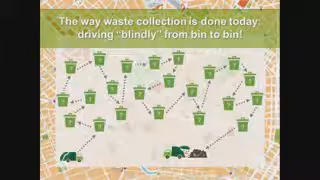 The way waste collection is done today:
driving "blindly" from bin to bin!